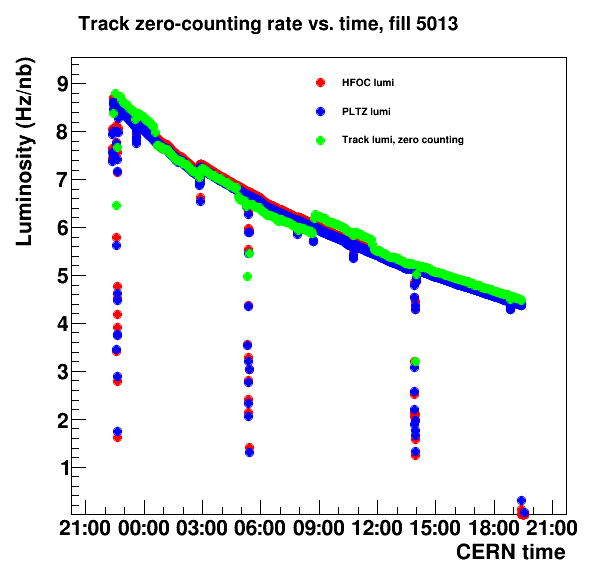 Track zero-counting rate vs. time, fill 5013
Luminosity (Hz/nb)
HFOC lumi
PLTZ lumi
Track lumi, zero counting
9
8
7
6
5
4
3
2
1
21:00 00:00 03:00 06:00 09:00 12:00 15:00 18:00 21:00
CERN time